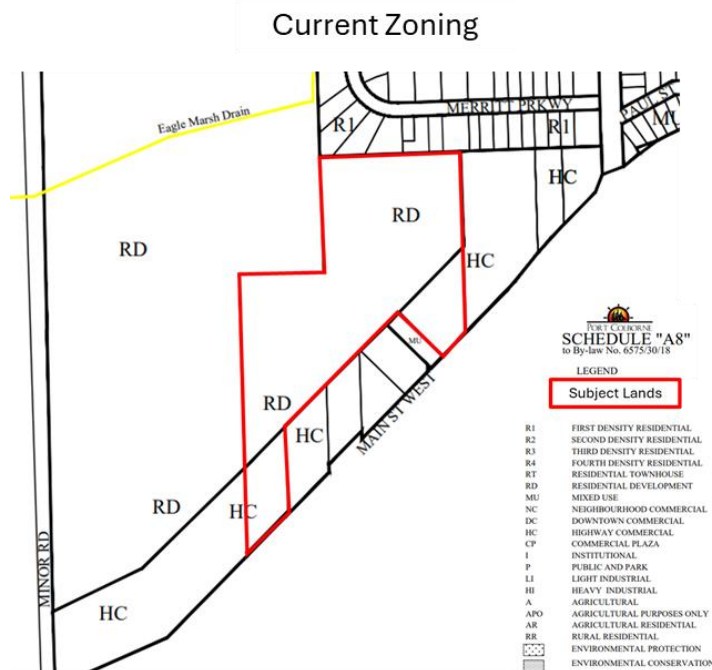 Current Zoning
Eagle Marsh Drain
MERRITT PRKWY
PAUL ST
R1
R1
MU
HC
RD
RD
HC
MU
RD
HC
MAIN ST WEST
RD
HC
MINOR RD
HC
PORT COLBORNE
SCHEDULE "A8"
to By-law No. 6575/30/18
LEGEND
Subject Lands
R1 FIRST DENSITY RESIDENTIAL
R2 SECOND DENSITY RESIDENTIAL
R3 THIRD DENSITY RESIDENTIAL
R4 FOURTH DENSITY RESIDENTIAL
RT RESIDENTIAL TOWNHOUSE
RD RESIDENTIAL DEVELOPMENT
MU MIXED USE
NC NEIGHBOURHOOD COMMERCIAL
DC DOWNTOWN COMMERCIAL
HC HIGHWAY COMMERCIAL
CP COMMERCIAL PLAZA
I INSTITUTIONAL
P PUBLIC AND PARK
LI LIGHT INDUSTRIAL
HI HEAVY INDUSTRIAL
A AGRICULTURAL
APO AGRICULTURAL PURPOSES ONLY
AR AGRICULTURAL RESIDENTIAL
RR RURAL RESIDENTIAL
ENVIRONMENTAL PROTECTION
ENVIRONMENTAL CONSERVATION